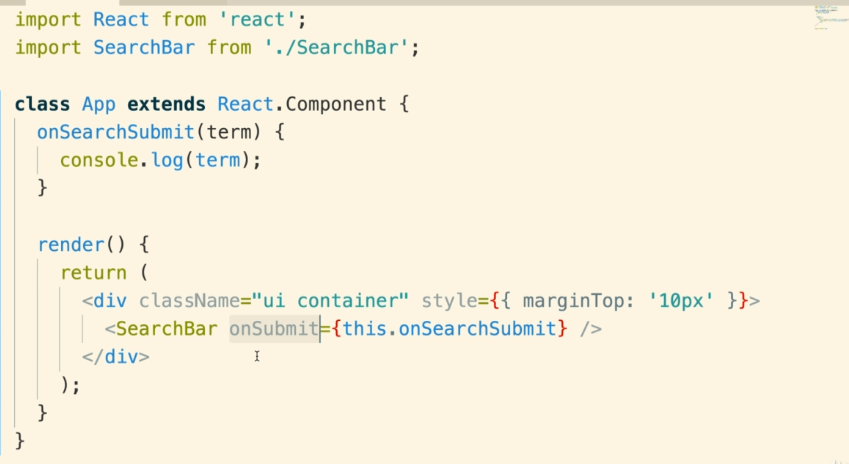 import React from 'react';
import SearchBar from './SearchBar';
class App extends React.Component {
onSearchSubmit(term) {
console.log(term);
}
render() {
return (
<div className="ui container" style={{ marginTop: '10px' }}>
<SearchBar onSubmit={this.onSearchSubmit} />
</div>
);
}
}